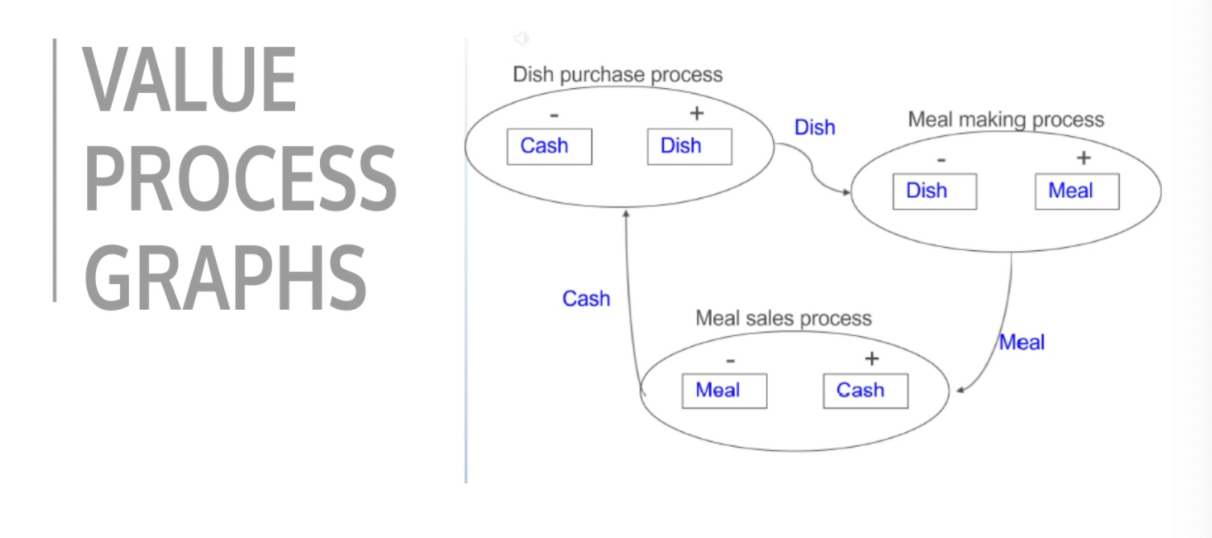 VALUE
PROCESS
GRAPHS
Dish purchase process
- +
Cash Dish
Dish
Meal making process
- +
Dish Meal
Cash
Meal
Meal sales process
- +
Meal Cash